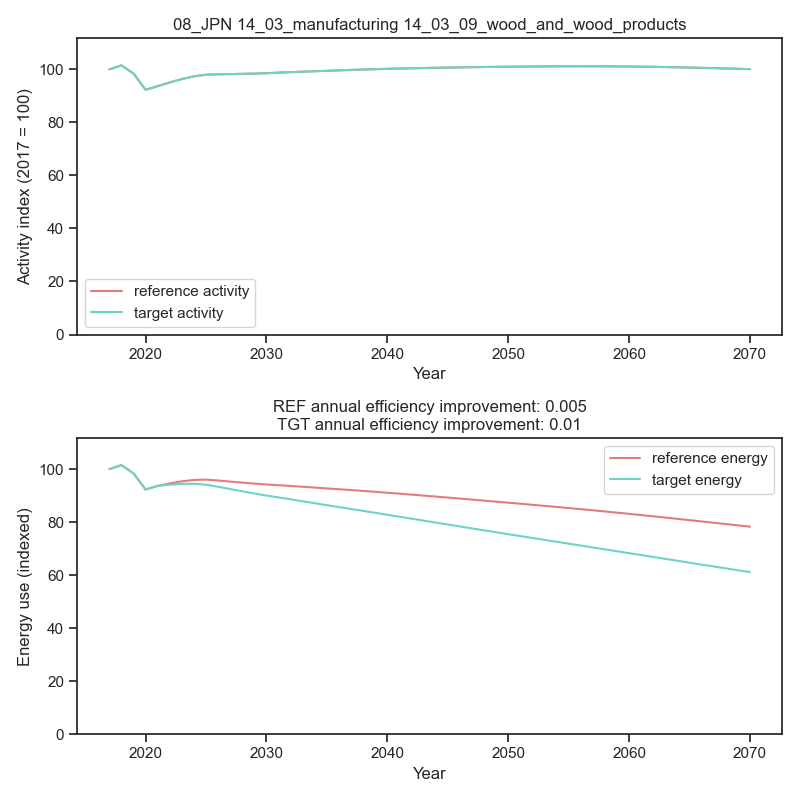 08_JPN 14_03_manufacturing 14_03_09_wood_and_wood_products
Activity index (2017 = 100)
100
80
60
40
20
0
reference activity
target activity
2020 2030 2040 2050 2060 2070
Year
REF annual efficiency improvement: 0.005
TGT annual efficiency improvement: 0.01
Energy use (indexed)
100
80
60
40
20
0
reference energy
target energy
2020 2030 2040 2050 2060 2070
Year